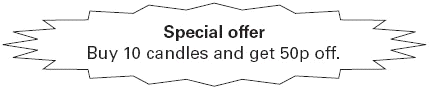 Special offer
Buy 10 candles and get 50p off.